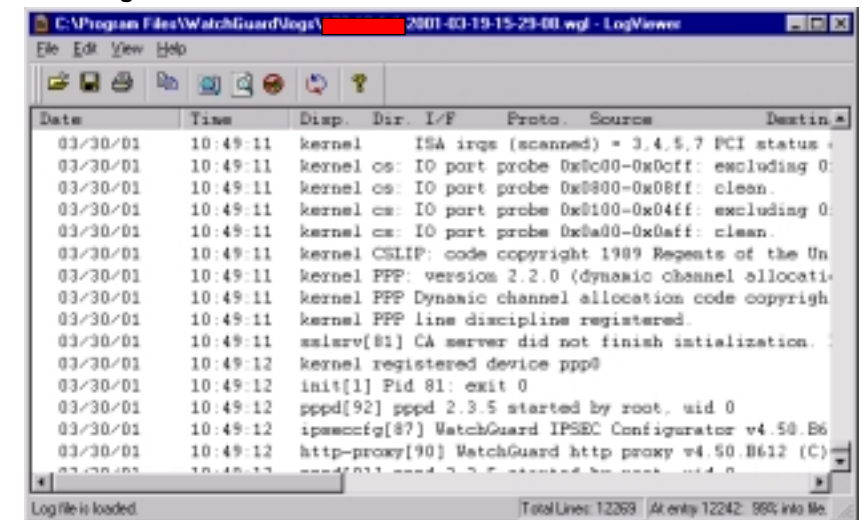 C:\Program Files\WatchGuard\logs\ 2001-03-19-15-29-08.wgl - LogViewer
File Edit View Help
Date Time Disp. Dir. I/F Proto. Source Destin
03/30/01 10:49:11 kernel ISA irqs (scanned) = 3,4,5,7 PCI status
03/30/01 10:49:11 kernel cs: IO port probe 0x0c00-0x0cff: excluding 0
03/30/01 10:49:11 kernel cs: IO port probe 0x0800-0x08ff: clean.
03/30/01 10:49:11 kernel cs: IO port probe 0x0100-0x04ff: excluding 0
03/30/01 10:49:11 kernel cs: IO port probe 0x0a00-0x0aff: clean.
03/30/01 10:49:11 kernel CSLIP: code copyright 1989 Regents of the Un
03/30/01 10:49:11 kernel PPP: version 2.2.0 (dynamic channel allocati
03/30/01 10:49:11 kernel PPP Dynamic channel allocation code copyrigh
03/30/01 10:49:11 kernel PPP line discipline registered.
03/30/01 10:49:11 sslsrv[81] CA server did not finish intialization.
03/30/01 10:49:12 kernel registered device ppp0
03/30/01 10:49:12 init[1] Pid 81: exit 0
03/30/01 10:49:12 pppd[92] pppd 2.3.5 started by root, uid 0
03/30/01 10:49:12 ipseccfg[87] WatchGuard IPSEC Configurator v4.50.B6
03/30/01 10:49:12 http-proxy[90] WatchGuard http proxy v4.50.B612 (C)
Log file is loaded. Total Lines: 12269 At entry 12242: 99% into file.